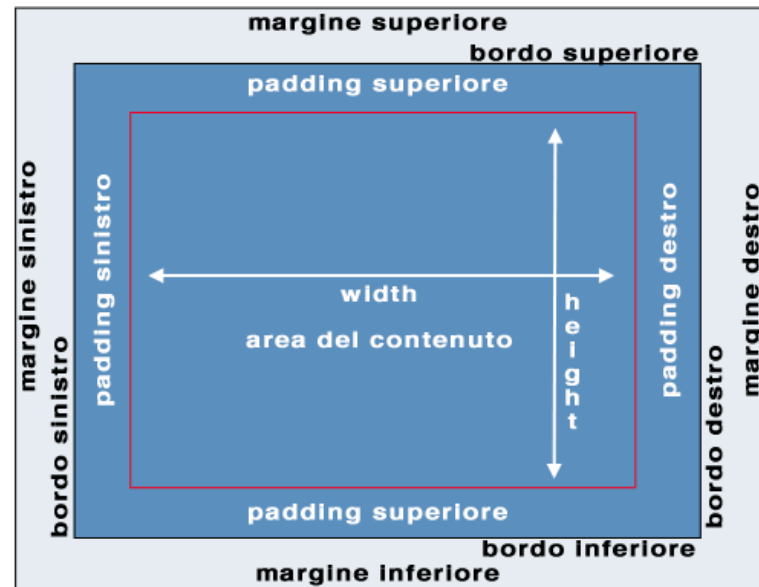 margine superiore
bordo superiore
padding superiore
margine sinistro
bordo sinistro
padding sinistro
width
height
area del contenuto
padding destro
bordo destro
margine destro
padding superiore
bordo inferiore
margine inferiore